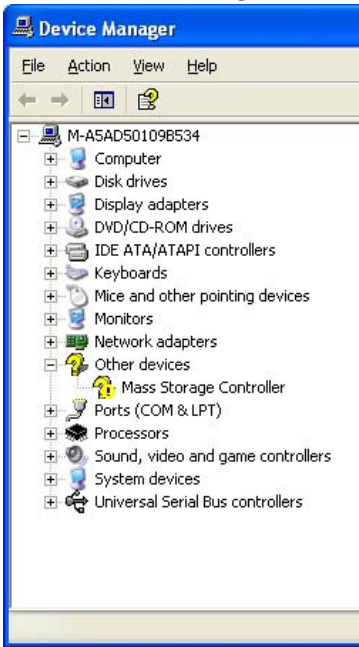 Device Manager
File Action View Help
M-A5AD50109B534
Computer
Disk drives
Display adapters
DVD/CD-ROM drives
IDE ATA/ATAPI controllers
Keyboards
Mice and other pointing devices
Monitors
Network adapters
Other devices
Mass Storage Controller
Ports (COM & LPT)
Processors
Sound, video and game controllers
System devices
Universal Serial Bus controllers